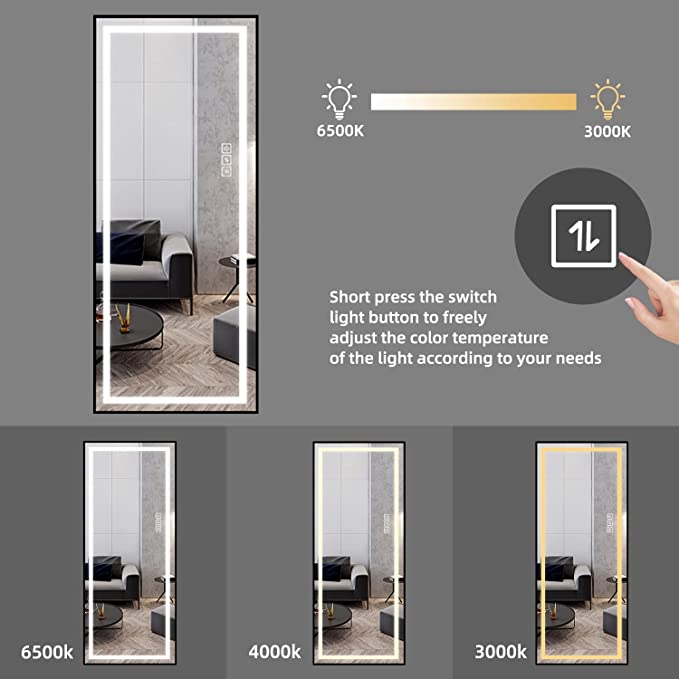 6500K
3000K
Short press the switch
light button to freely
adjust the color temperature
of the light according to your needs
6500k
4000k
3000k